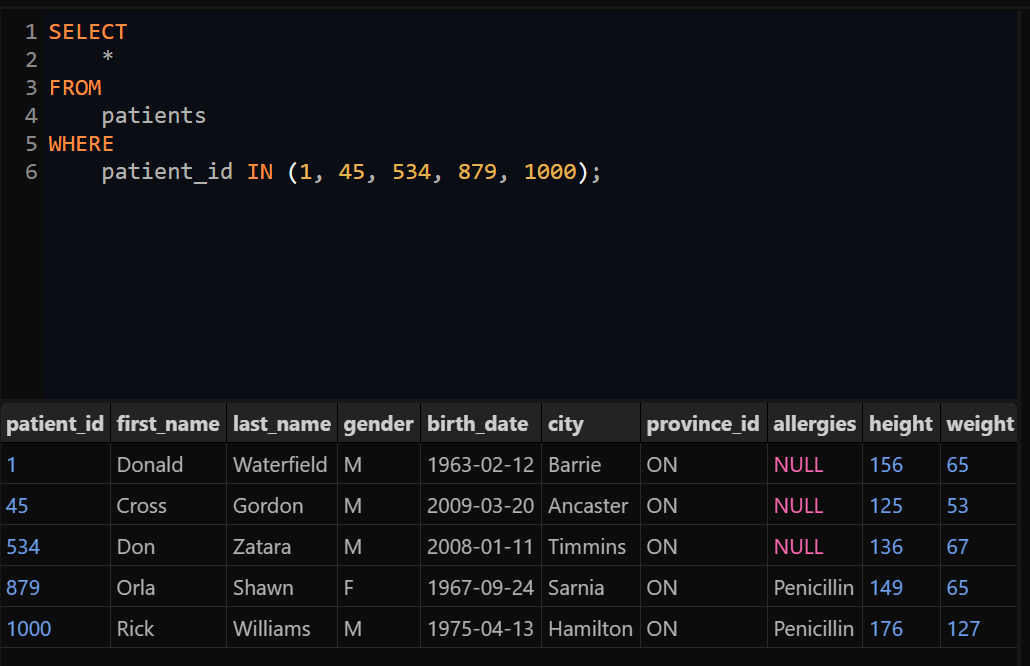 1 SELECT
2     *
3 FROM
4     patients
5 WHERE
6     patient_id IN (1, 45, 534, 879, 1000);
patient_id first_name last_name gender birth_date city province_id allergies height weight
1 Donald Waterfield M 1963-02-12 Barrie ON NULL 156 65
45 Cross Gordon M 2009-03-20 Ancaster ON NULL 125 53
534 Don Zatara M 2008-01-11 Timmins ON NULL 136 67
879 Orla Shawn F 1967-09-24 Sarnia ON Penicillin 149 65
1000 Rick Williams M 1975-04-13 Hamilton ON Penicillin 176 127